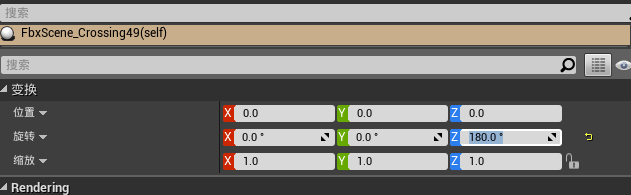 搜索
FbxScene_Crossing49(self)
搜索
变换
位置 X 0.0 Y 0.0 Z 0.0
旋转 X 0.0 ° Y 0.0 ° Z 180.0 °
缩放 X 1.0 Y 1.0 Z 1.0
Rendering